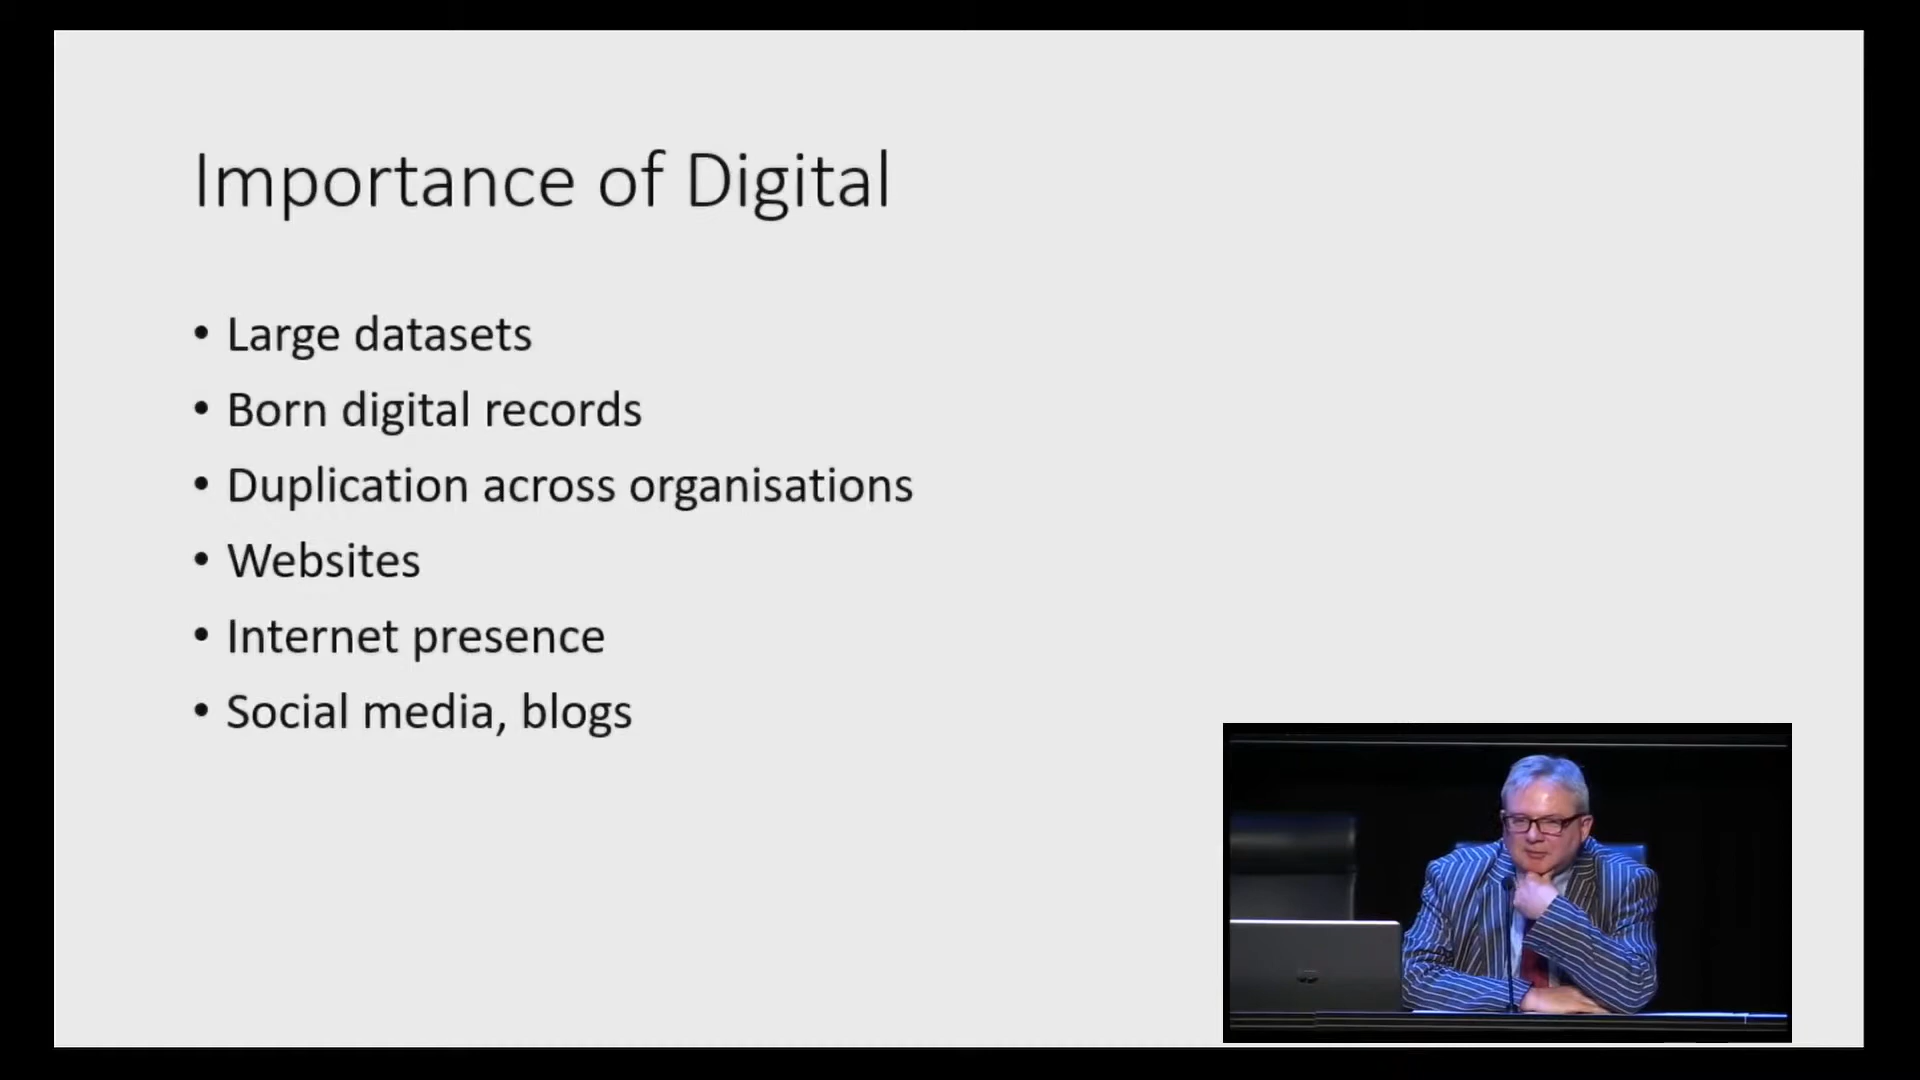 Importance of Digital
• Large datasets
• Born digital records
• Duplication across organisations
• Websites
• Internet presence
• Social media, blogs